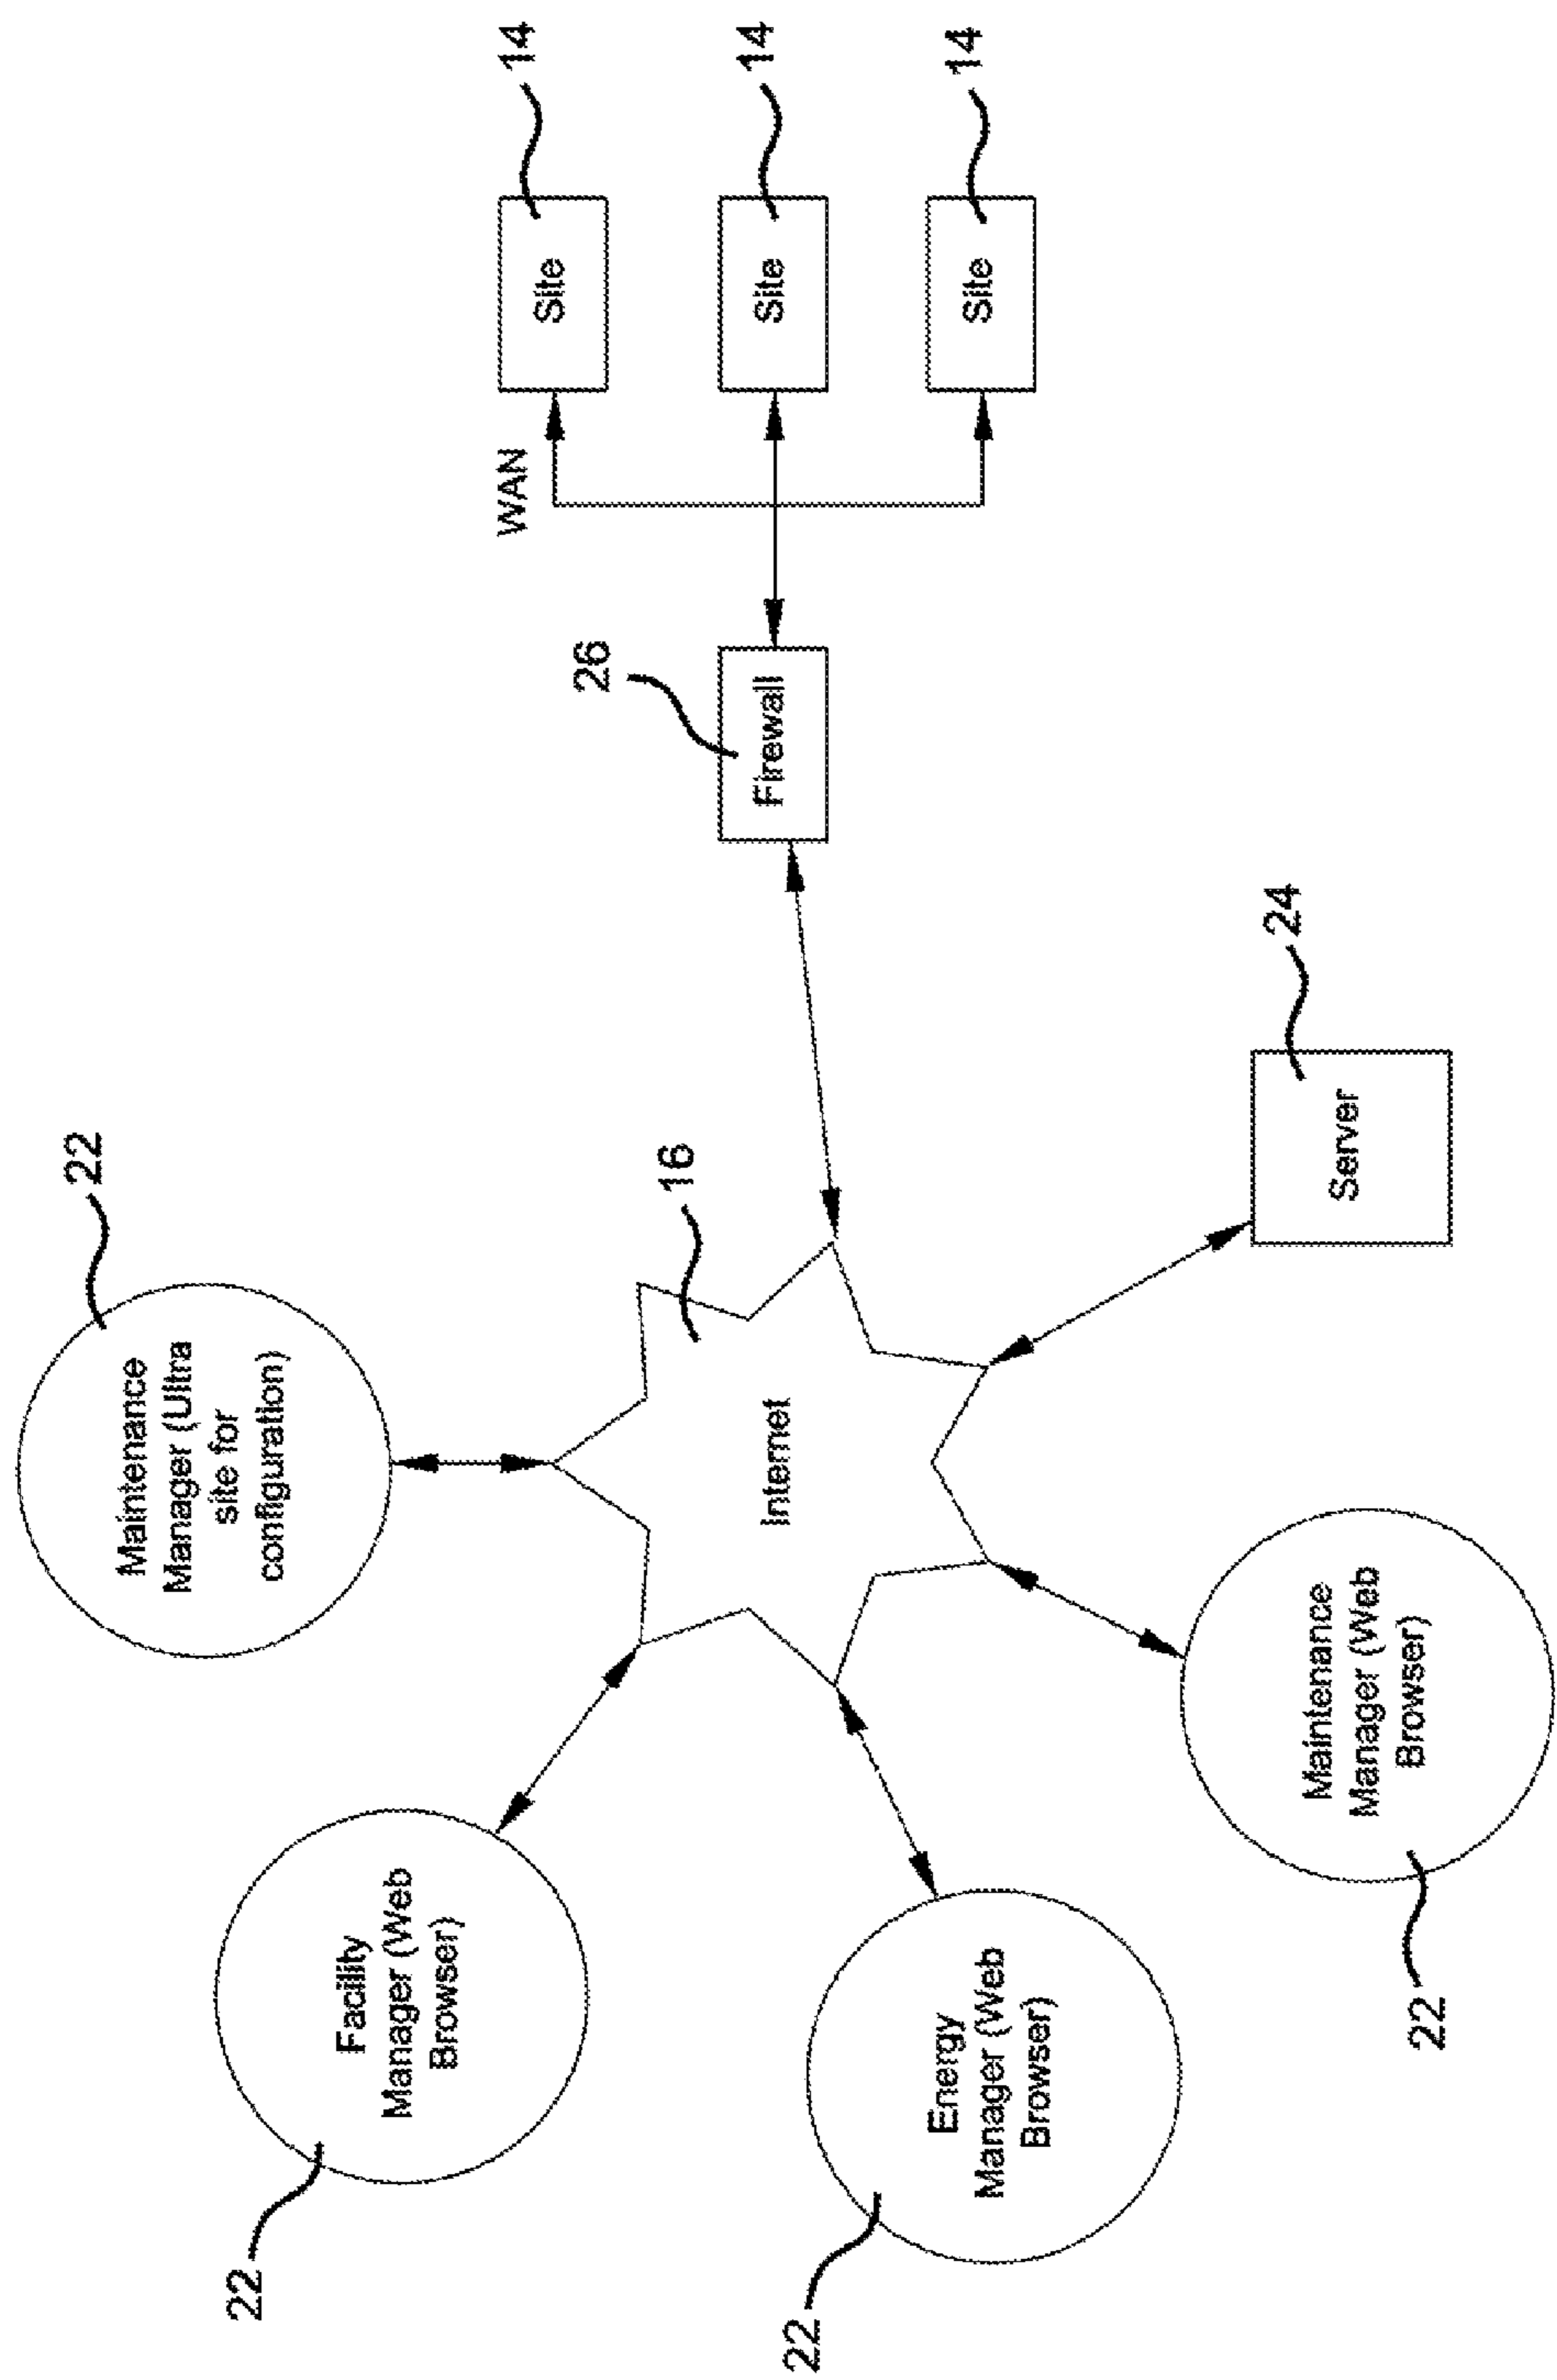 22
Maintenance
Manager (Ultra
site for
configuration)
22
Facility
Manager (Web
Browser)
16
Internet
26
Firewall
WAN
14
Site
14
Site
14
Site
22
Energy
Manager (Web
Browser)
22
Maintenance
Manager (Web
Browser)
24
Server